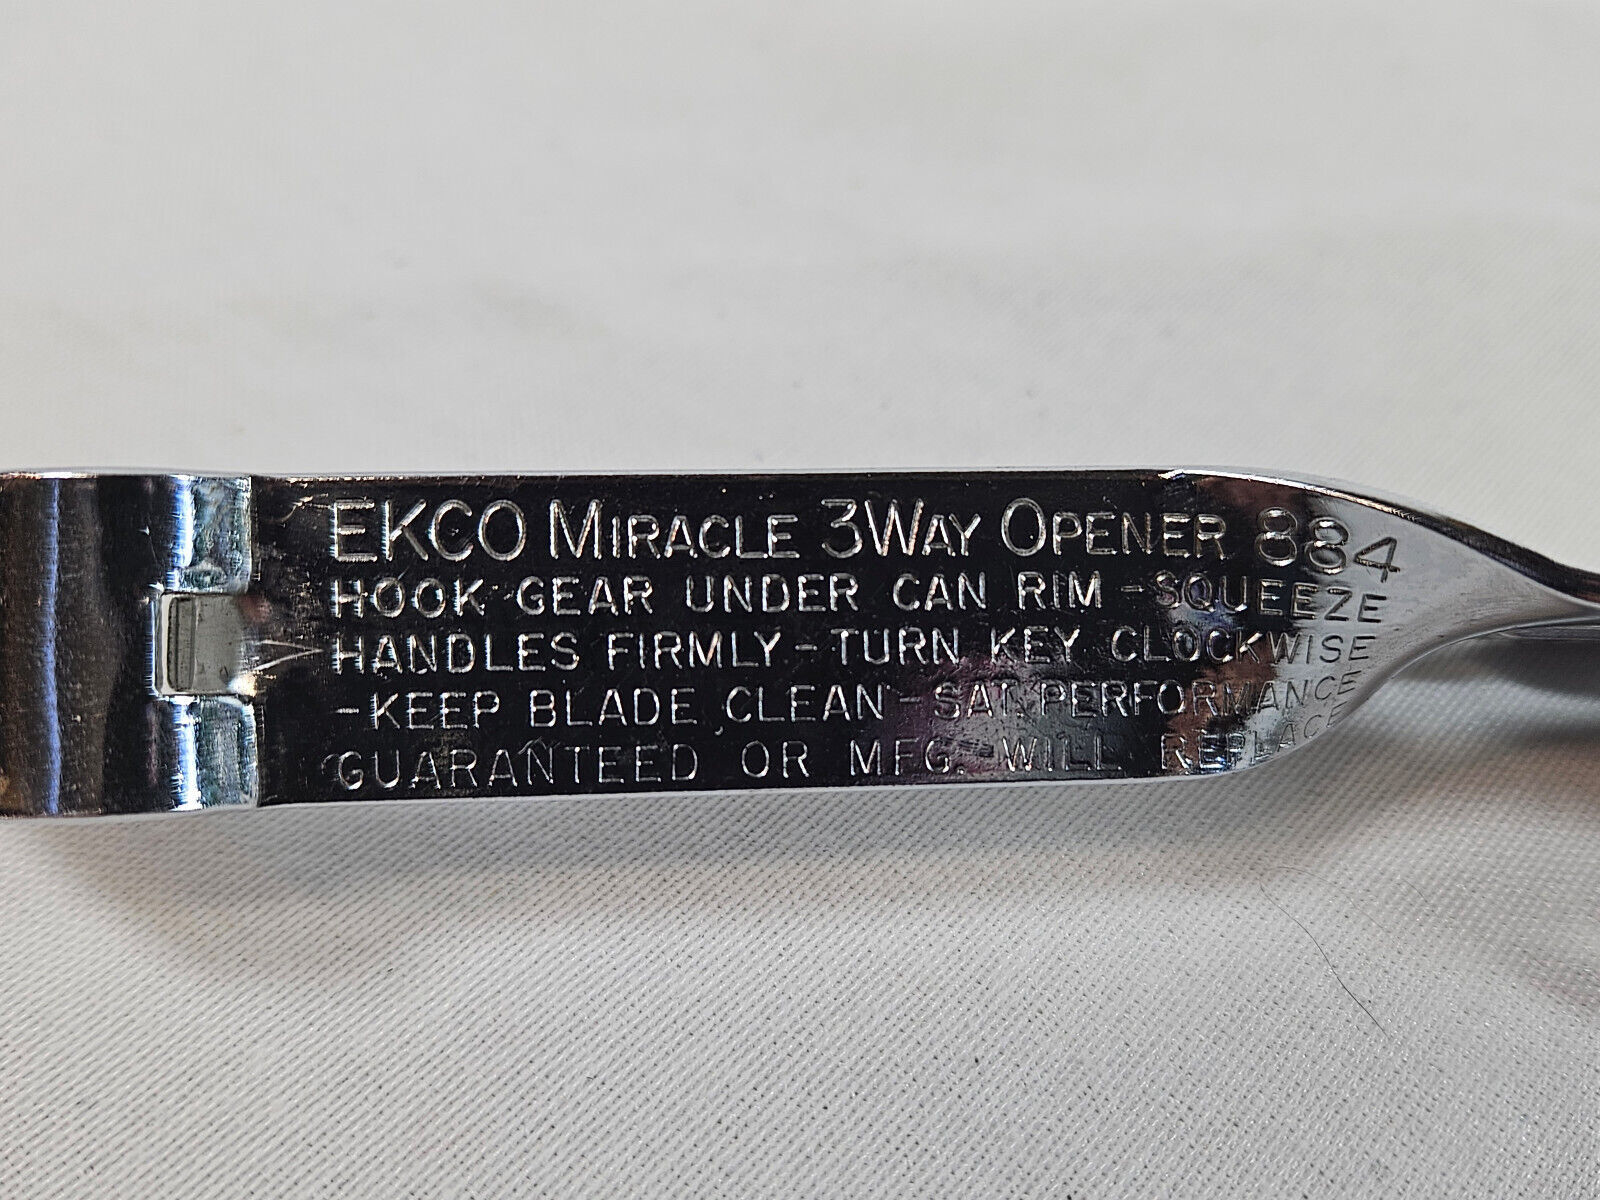 EKCO MIRACLE 3WAY OPENER 884
HOOK GEAR UNDER CAN RIM - SQUEEZE
HANDLES FIRMLY - TURN KEY CLOCKWISE
- KEEP BLADE CLEAN - SAT. PERFORMANCE
GUARANTEED OR MFG. WILL REPLACE